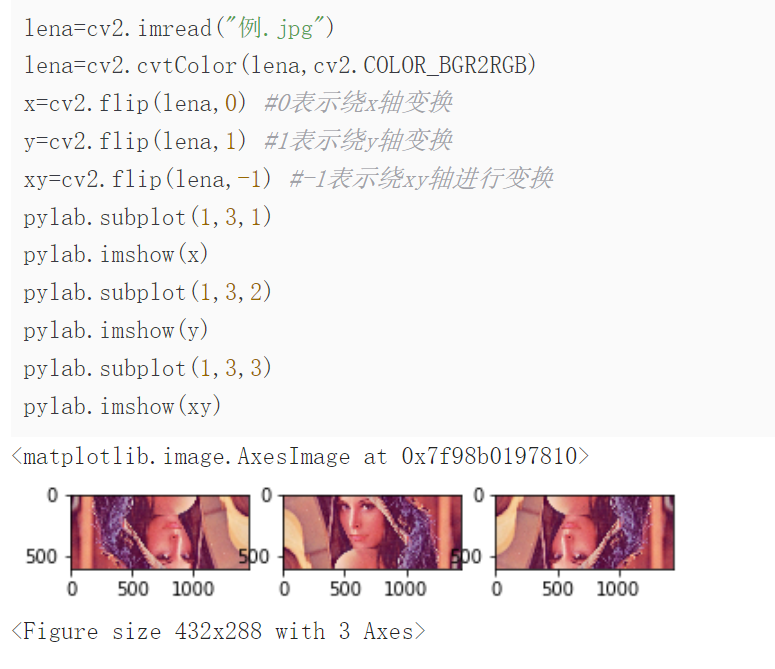 lena=cv2.imread("例.jpg")
lena=cv2.cvtColor(lena,cv2.COLOR_BGR2RGB)
x=cv2.flip(lena,0) #0表示绕x轴变换
y=cv2.flip(lena,1) #1表示绕y轴变换
xy=cv2.flip(lena,-1) #-1表示绕xy轴进行变换
pylab.subplot(1,3,1)
pylab.imshow(x)
pylab.subplot(1,3,2)
pylab.imshow(y)
pylab.subplot(1,3,3)
pylab.imshow(xy)
<matplotlib.image.AxesImage at 0x7f98b0197810>
0 0 0
500 500 500
0 500 1000 0 500 1000 0 500 1000
<Figure size 432x288 with 3 Axes>